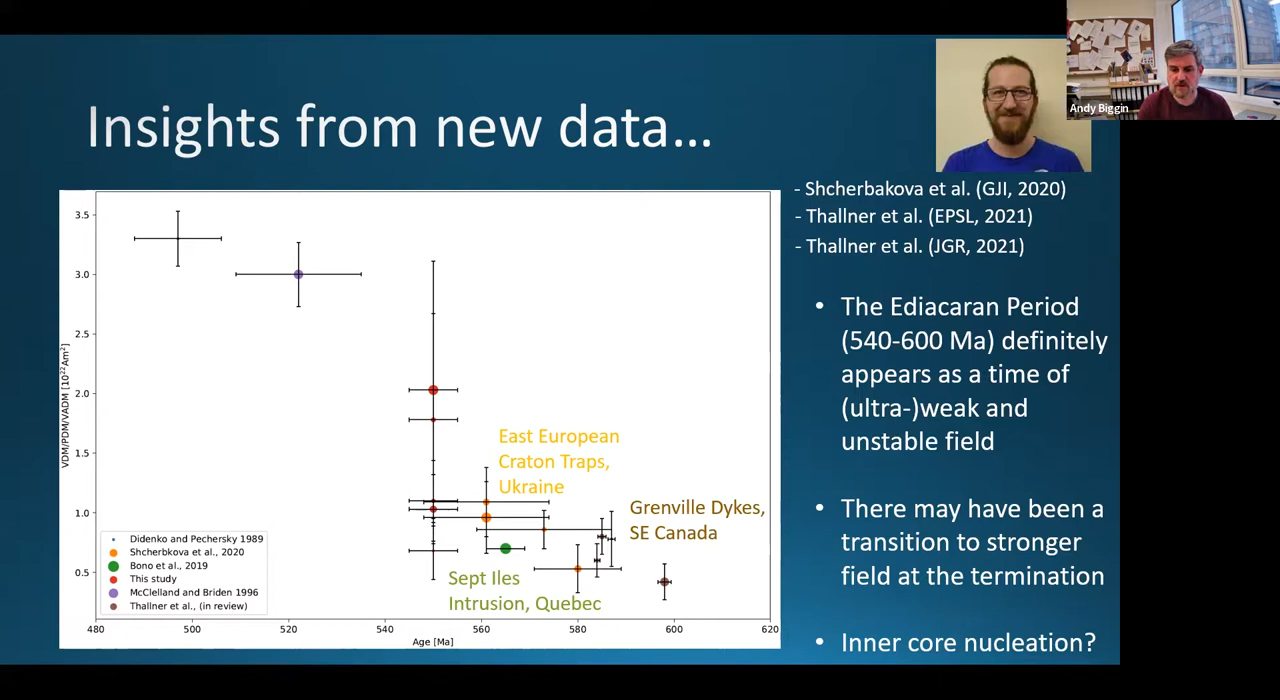 Andy Biggin
Insights from new data...
- Shcherbakova et al. (GJI, 2020)
- Thallner et al. (EPSL, 2021)
- Thallner et al. (JGR, 2021)
3.5
3.0
2.5
2.0
1.5
1.0
0.5
VDM/PDM/VADM [10²²Am²]
East European
Craton Traps,
Ukraine
Grenville Dykes,
SE Canada
Sept Iles
Intrusion, Quebec
Didenko and Pechersky 1989
Shcherbkova et al., 2020
Bono et al., 2019
This study
McClelland and Briden 1996
Thallner et al., (in review)
480 500 520 540 560 580 600 620
Age [Ma]
• The Ediacaran Period
(540-600 Ma) definitely
appears as a time of
(ultra-)weak and
unstable field
• There may have been a
transition to stronger
field at the termination
• Inner core nucleation?